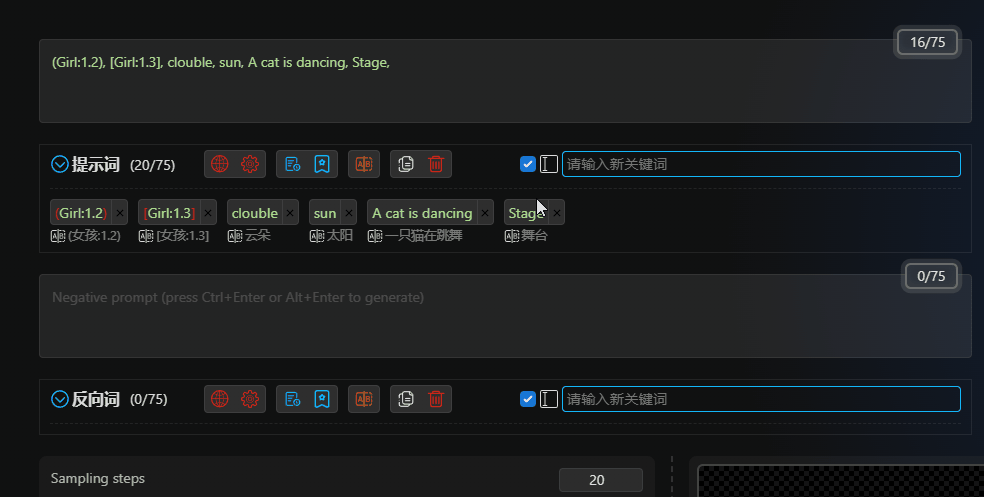 16/75
(Girl:1.2), [Girl:1.3], clouble, sun, A cat is dancing, Stage,
提示词 (20/75) 请输入新关键词
(Girl:1.2) × [Girl:1.3] × clouble × sun × A cat is dancing × Stage ×
(女孩:1.2) [女孩:1.3] 云朵 太阳 一只猫在跳舞 舞台
0/75
Negative prompt (press Ctrl+Enter or Alt+Enter to generate)
反向词 (0/75) 请输入新关键词
Sampling steps 20